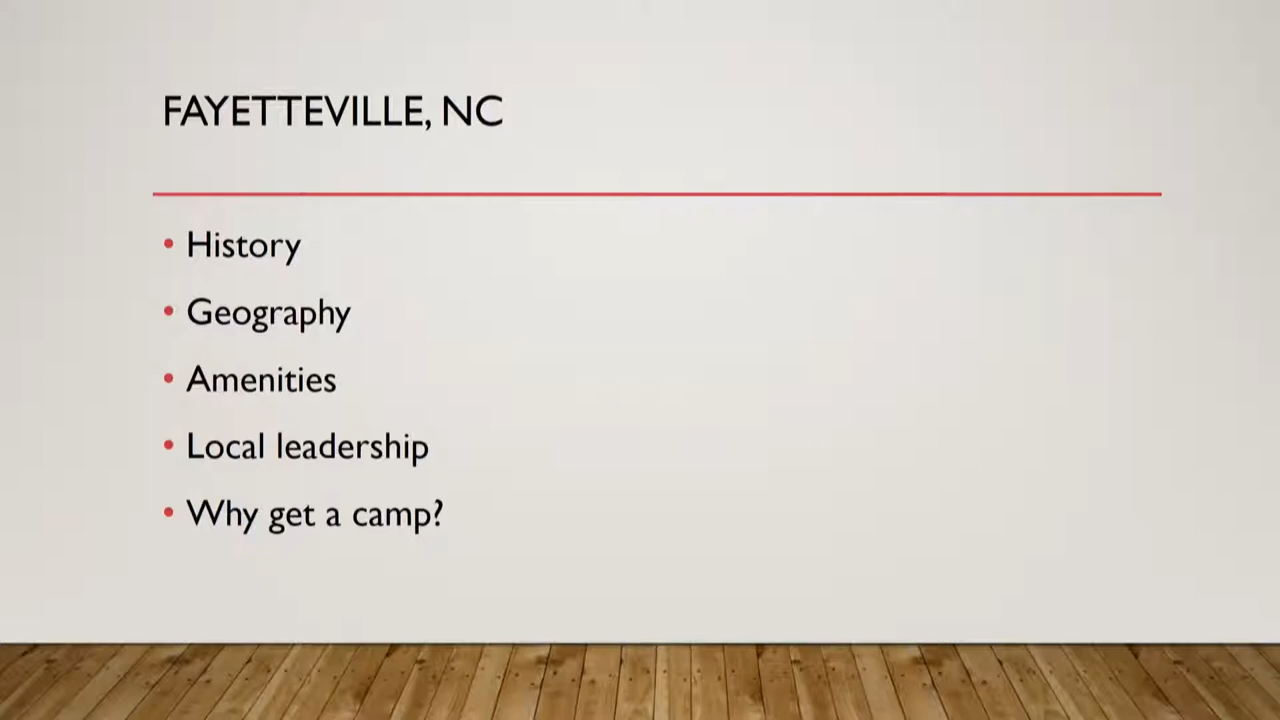 FAYETTEVILLE, NC
• History
• Geography
• Amenities
• Local leadership
• Why get a camp?